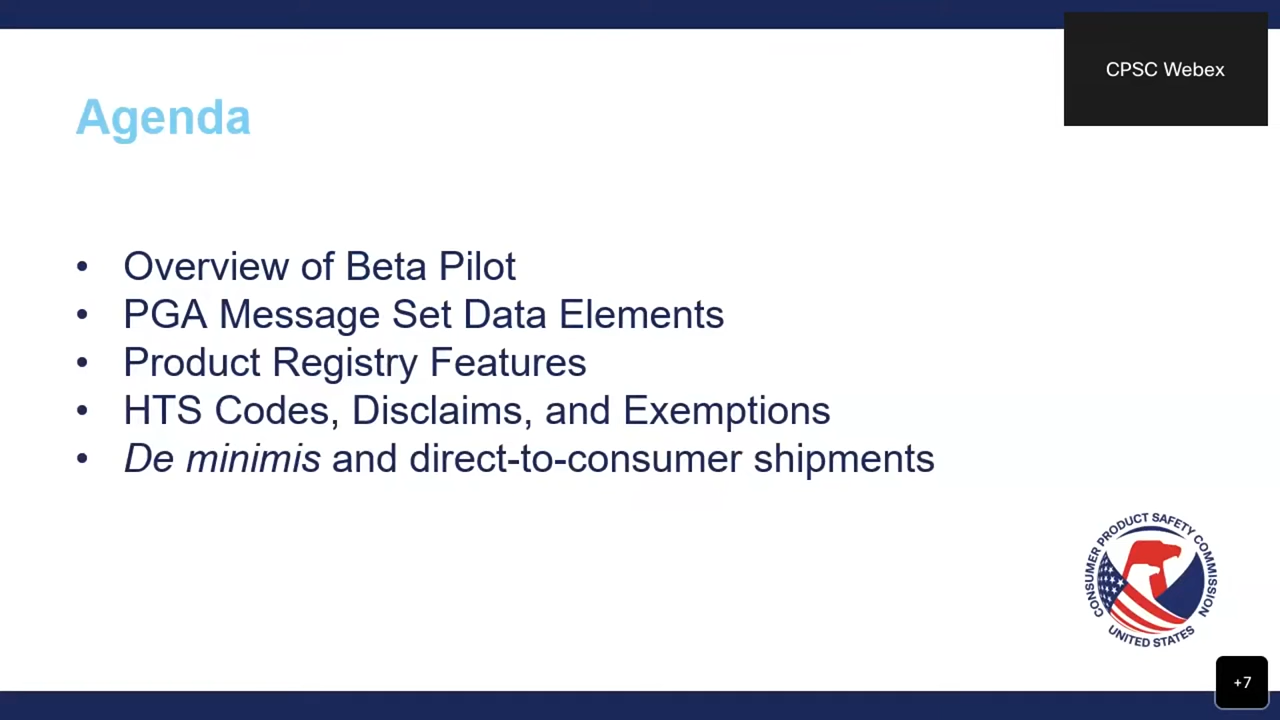 CPSC Webex
Agenda
• Overview of Beta Pilot
• PGA Message Set Data Elements
• Product Registry Features
• HTS Codes, Disclaims, and Exemptions
• De minimis and direct-to-consumer shipments
CONSUMER PRODUCT SAFETY COMMISSION
UNITED STATES
+7